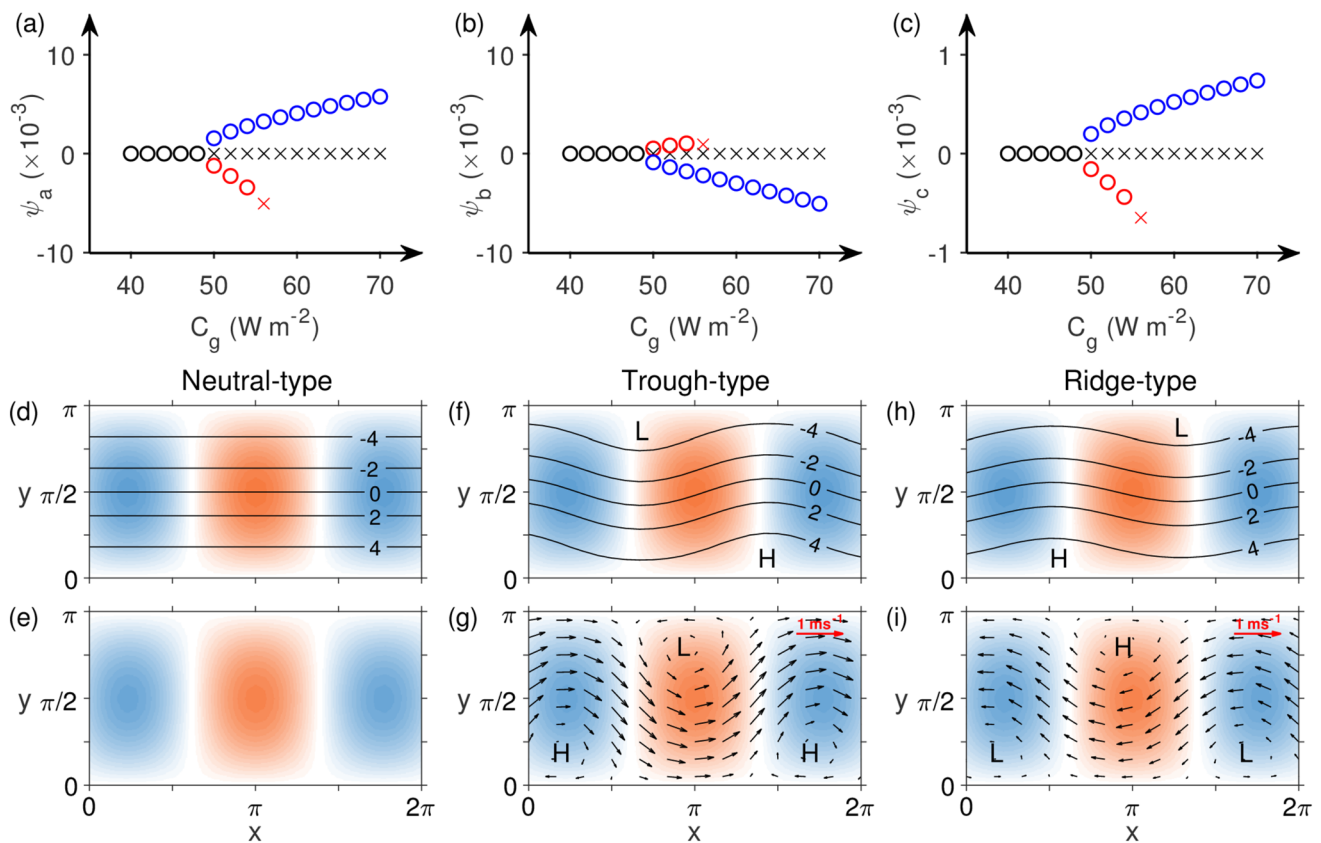 (a)
10
0
-10
ψa (×10-3)
40 50 60 70
Cg (W m-2)
(b)
10
0
-10
ψb (×10-3)
40 50 60 70
Cg (W m-2)
(c)
1
0
-1
ψc (×10-3)
40 50 60 70
Cg (W m-2)
Neutral-type
(d)
π
y π/2
0
-4
-2
0
2
4
(e)
π
y π/2
0
0 π 2π
x
Trough-type
(f)
π
y π/2
0
L
-4
-2
0
2
4
H
(g)
π
y π/2
0
1 ms-1
L
H H
0 π 2π
x
Ridge-type
(h)
π
y π/2
0
L
-4
-2
0
2
4
H
(i)
π
y π/2
0
1 ms-1
H
L L
0 π 2π
x